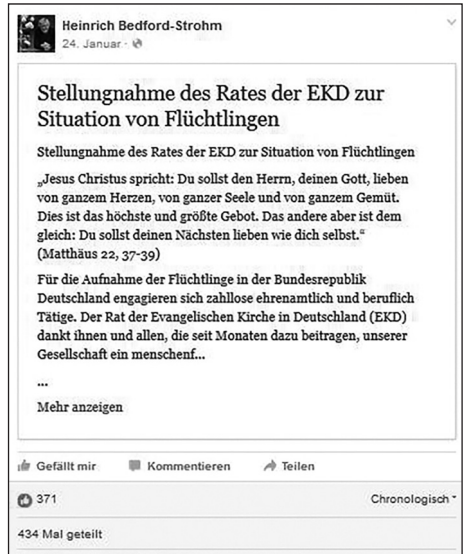 Heinrich Bedford-Strohm
24. Januar ·
Stellungnahme des Rates der EKD zur
Situation von Flüchtlingen
Stellungnahme des Rates der EKD zur Situation von Flüchtlingen
„Jesus Christus spricht: Du sollst den Herrn, deinen Gott, lieben
von ganzem Herzen, von ganzer Seele und von ganzem Gemüt.
Dies ist das höchste und größte Gebot. Das andere aber ist dem
gleich: Du sollst deinen Nächsten lieben wie dich selbst.“
(Matthäus 22, 37-39)
Für die Aufnahme der Flüchtlinge in der Bundesrepublik
Deutschland engagieren sich zahllose ehrenamtlich und beruflich
Tätige. Der Rat der Evangelischen Kirche in Deutschland (EKD)
dankt ihnen und allen, die seit Monaten dazu beitragen, unserer
Gesellschaft ein menschenf...
...
Mehr anzeigen
Gefällt mir Kommentieren Teilen
371 Chronologisch
434 Mal geteilt